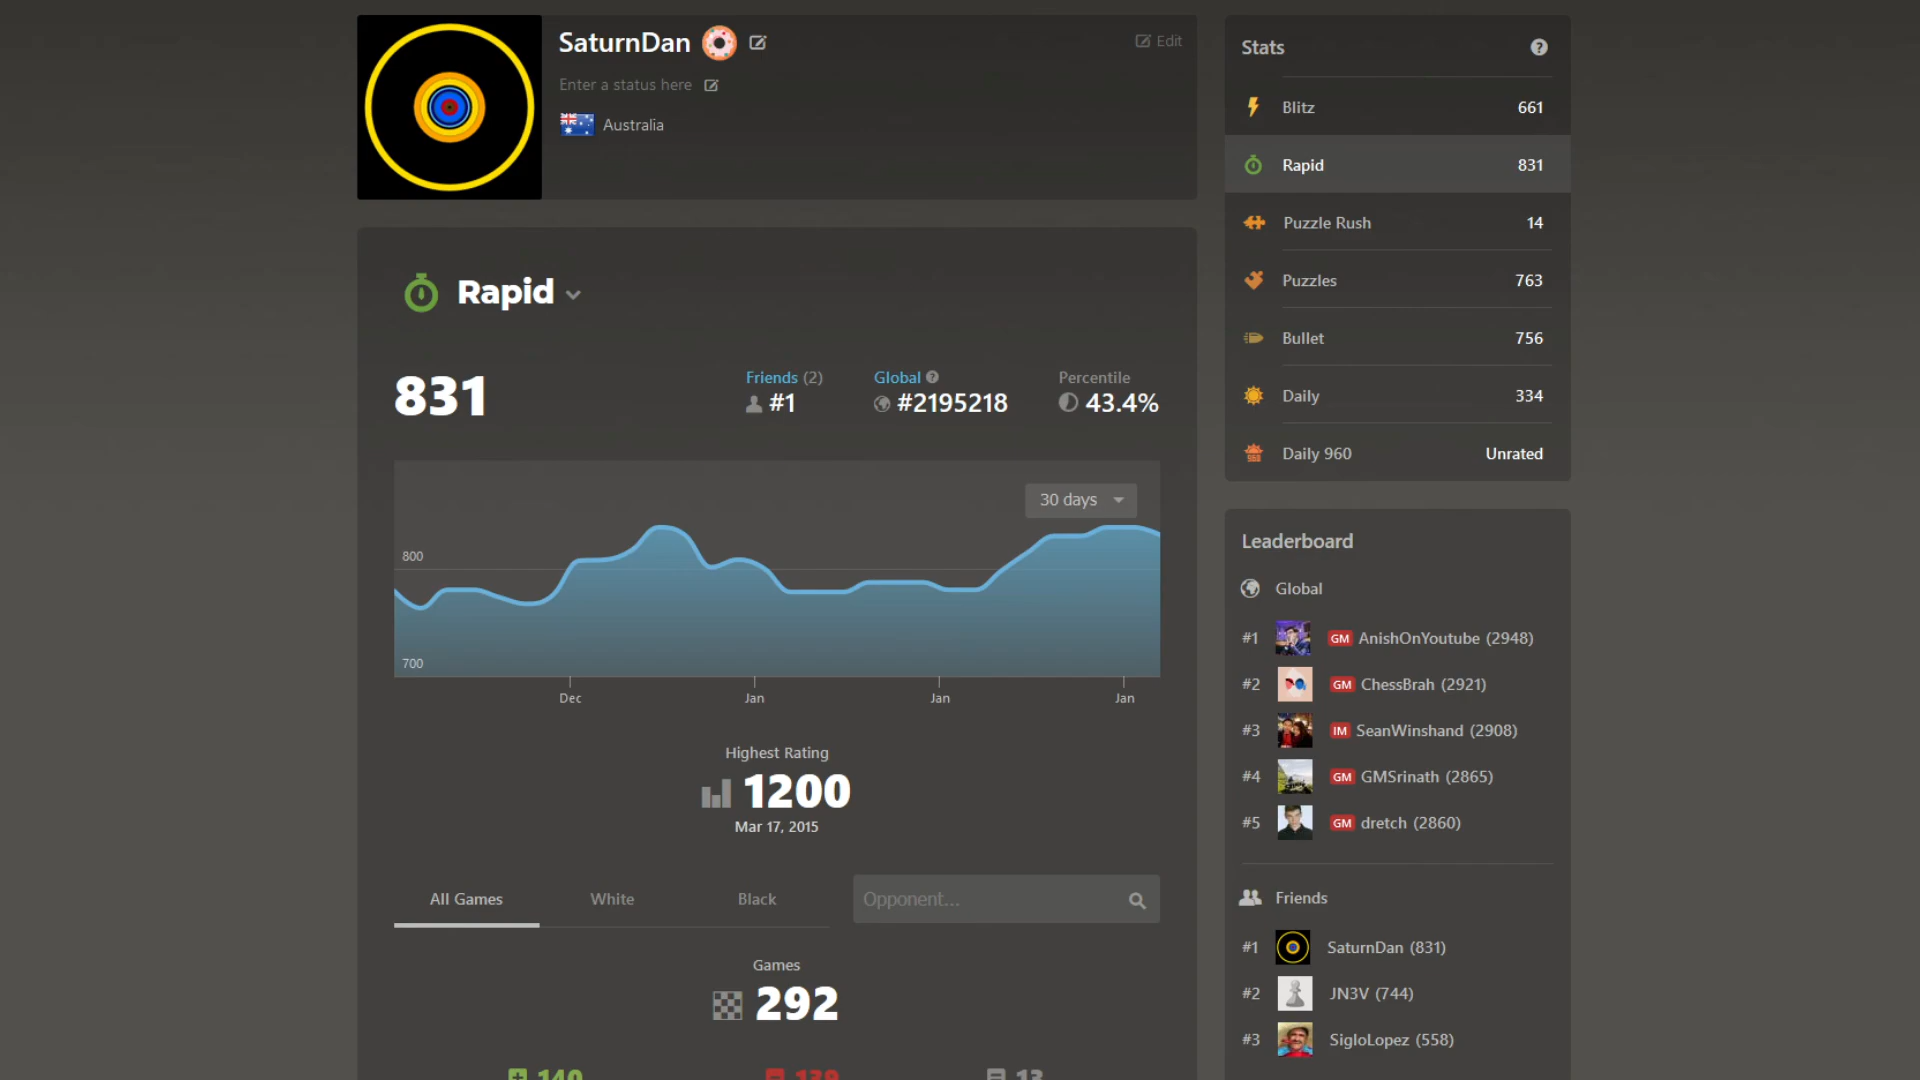 SaturnDan
Edit
Enter a status here
Australia
Rapid
831
Friends (2)
#1
Global
#2195218
Percentile
43.4%
30 days
800
700
Dec
Jan
Jan
Jan
Highest Rating
1200
Mar 17, 2015
All Games
White
Black
Opponent...
Games
292
140
139
13
Stats
Blitz
661
Rapid
831
Puzzle Rush
14
Puzzles
763
Bullet
756
Daily
334
Daily 960
Unrated
Leaderboard
Global
#1 GM AnishOnYoutube (2948)
#2 GM ChessBrah (2921)
#3 IM SeanWinshand (2908)
#4 GM GMSrinath (2865)
#5 GM dretch (2860)
Friends
#1 SaturnDan (831)
#2 JN3V (744)
#3 SigloLopez (558)